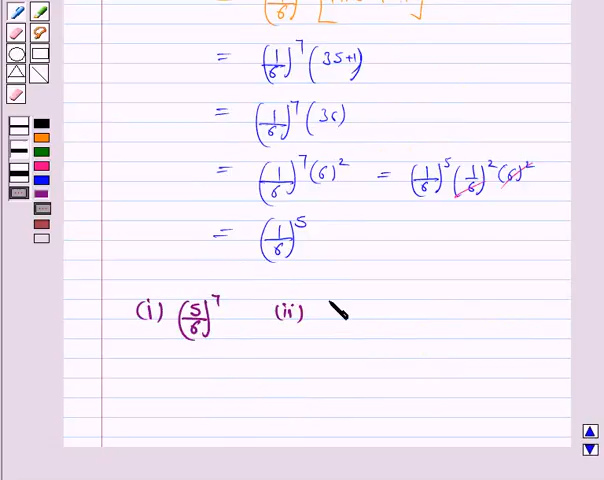 = (1/6)^7 (35+1)
= (1/6)^7 (36)
= (1/6)^7 (6)^2 = (1/6)^5 (1/6)^2 (6)^2
= (1/6)^5
(i) (5/6)^7 (ii)